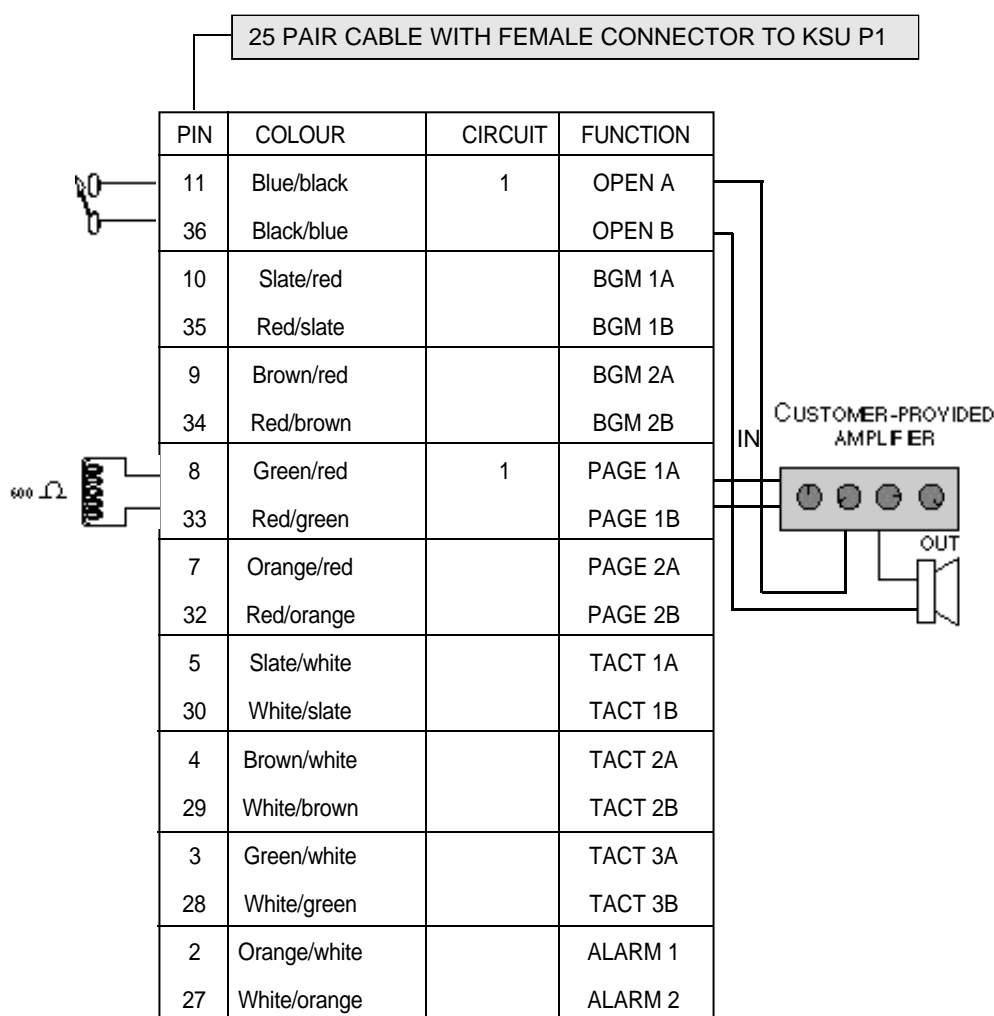 25 PAIR CABLE WITH FEMALE CONNECTOR TO KSU P1
PIN COLOUR CIRCUIT FUNCTION
11 Blue/black 1 OPEN A
36 Black/blue OPEN B
10 Slate/red BGM 1A
35 Red/slate BGM 1B
9 Brown/red BGM 2A
34 Red/brown BGM 2B
8 Green/red 1 PAGE 1A
33 Red/green PAGE 1B
7 Orange/red PAGE 2A
32 Red/orange PAGE 2B
5 Slate/white TACT 1A
30 White/slate TACT 1B
4 Brown/white TACT 2A
29 White/brown TACT 2B
3 Green/white TACT 3A
28 White/green TACT 3B
2 Orange/white ALARM 1
27 White/orange ALARM 2
600 Ω
IN
CUSTOMER-PROVIDED
AMPLIFIER
OUT